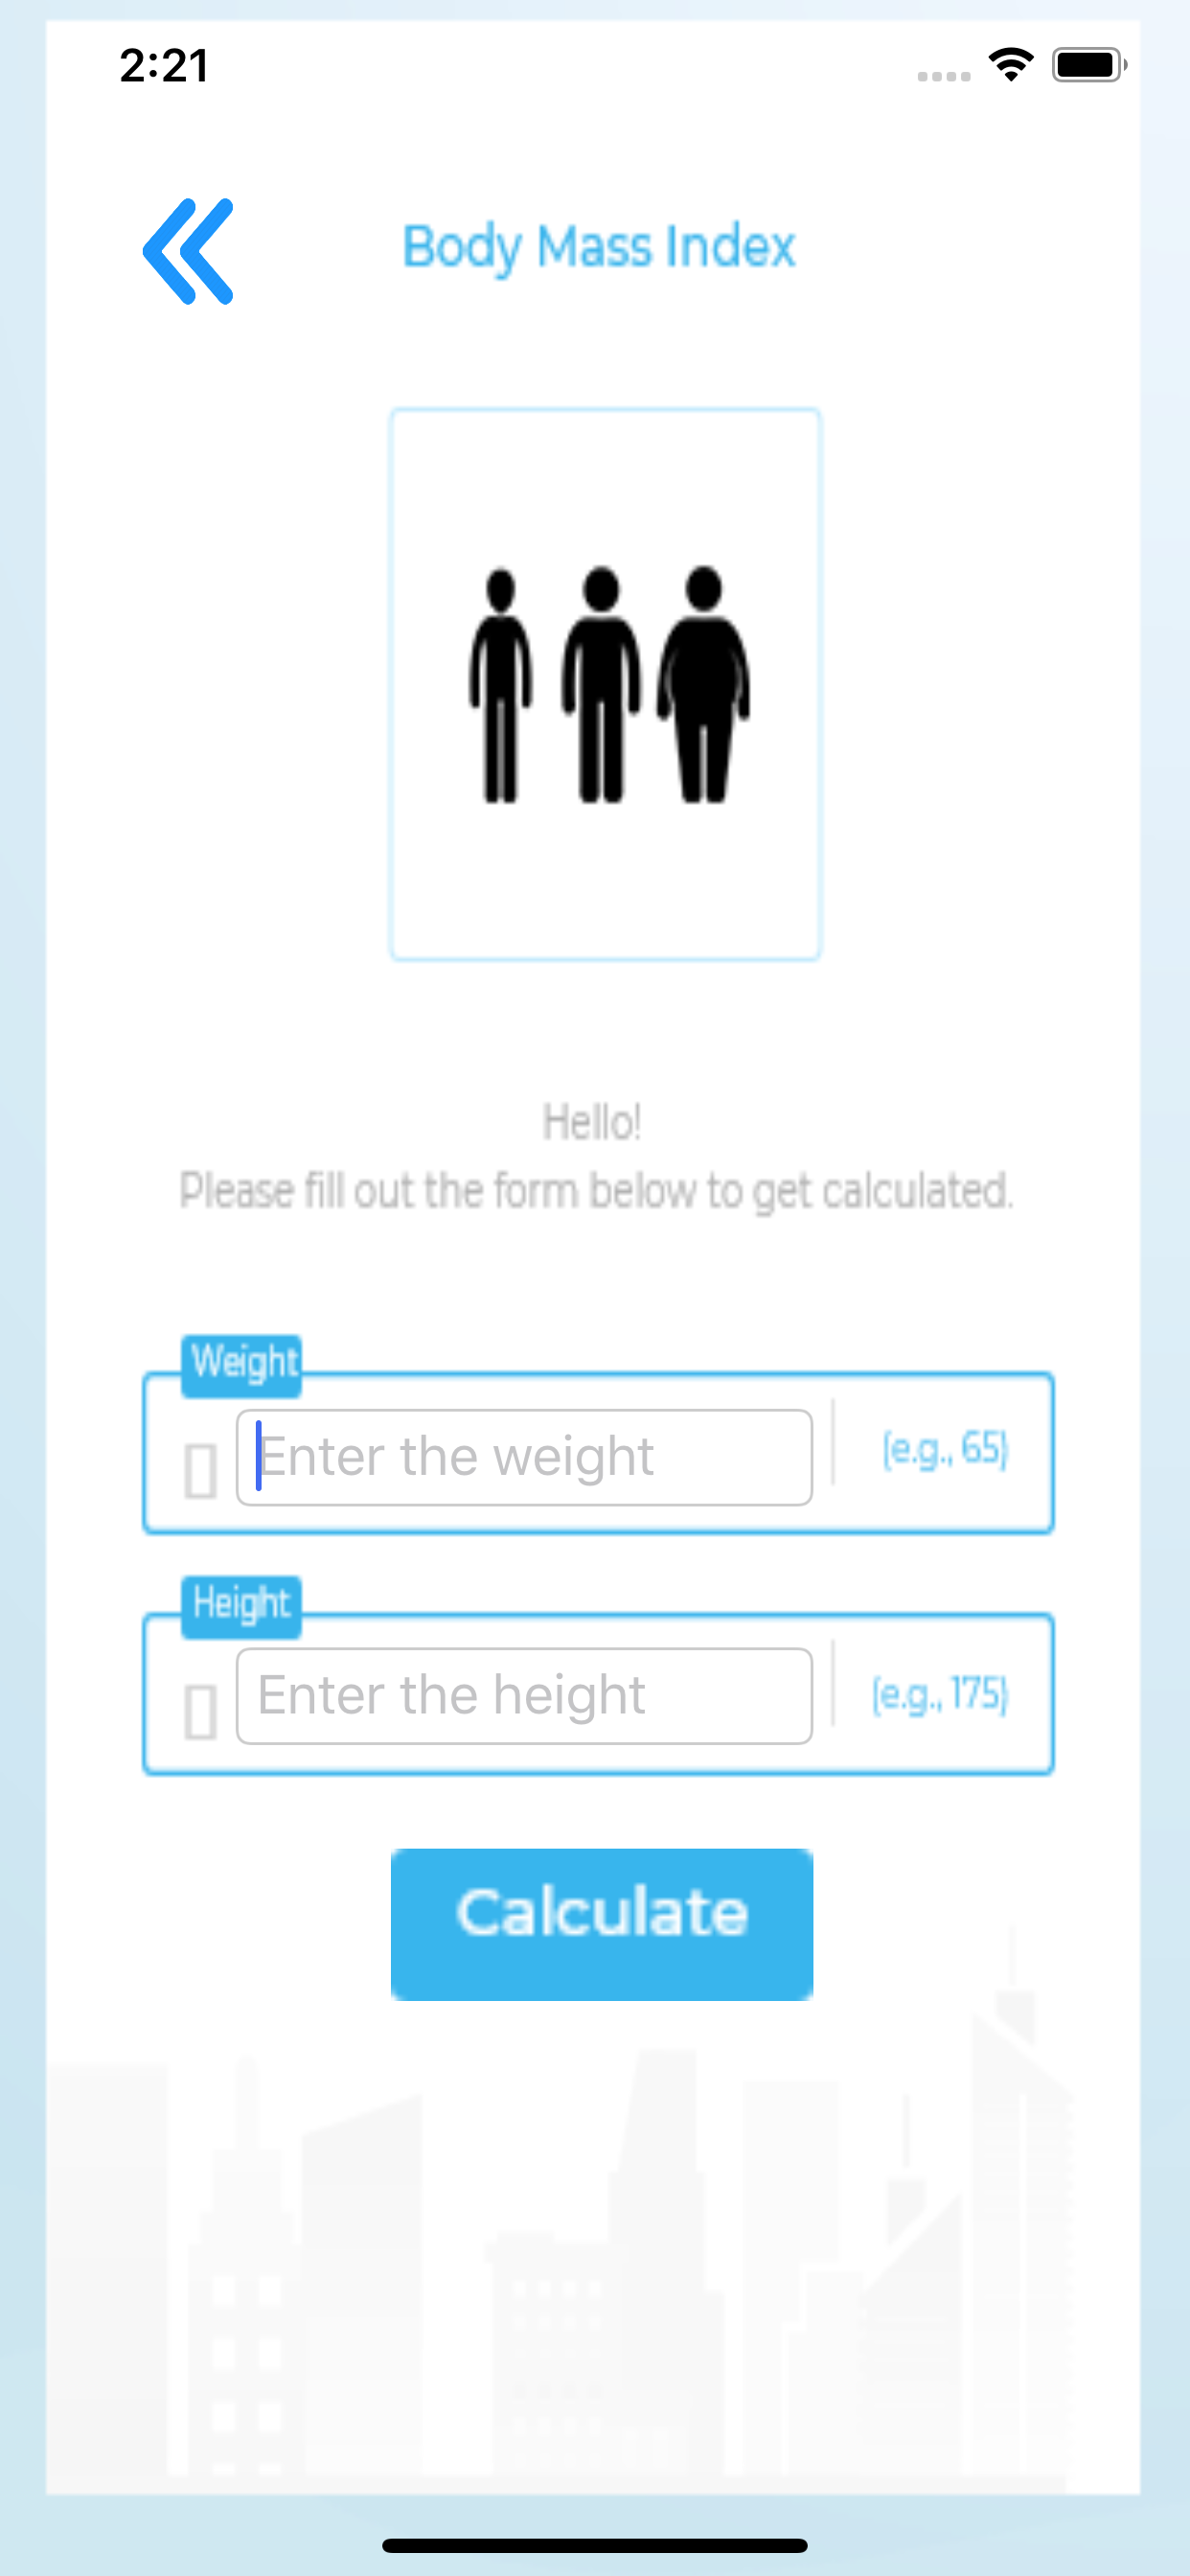 2:21
Body Mass Index
Hello!
Please fill out the form below to get calculated.
Weight
Enter the weight
(e.g., 65)
Height
Enter the height
(e.g., 175)
Calculate